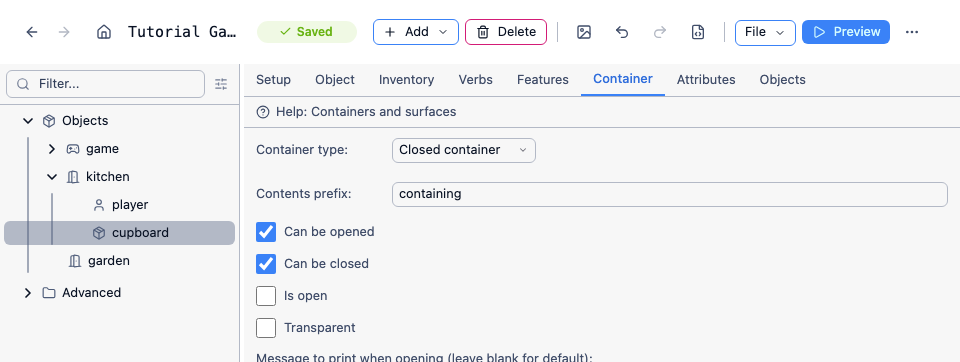 Tutorial Ga...
Saved
Add
Delete
File
Preview
Filter...
Objects
game
kitchen
player
cupboard
garden
Advanced
Setup Object Inventory Verbs Features Container Attributes Objects
Help: Containers and surfaces
Container type: Closed container
Contents prefix: containing
Can be opened
Can be closed
Is open
Transparent
Message to print when opening (leave blank for default):